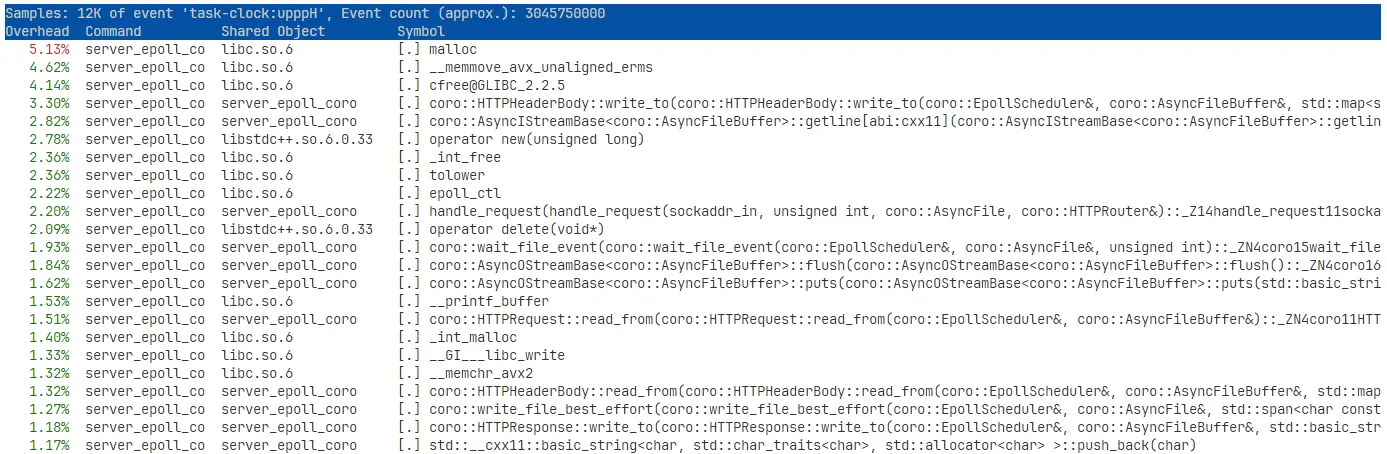 Samples: 12K of event 'task-clock:upppH', Event count (approx.): 3045750000
Overhead  Command          Shared Object        Symbol
5.13%  server_epoll_co  libc.so.6            [.] malloc
4.62%  server_epoll_co  libc.so.6            [.] __memmove_avx_unaligned_erms
4.14%  server_epoll_co  libc.so.6            [.] cfree@GLIBC_2.2.5
3.30%  server_epoll_co  server_epoll_coro    [.] coro::HTTPHeaderBody::write_to(coro::HTTPHeaderBody::write_to(coro::EpollScheduler&, coro::AsyncFileBuffer&, std::map<s
2.82%  server_epoll_co  server_epoll_coro    [.] coro::AsyncIStreamBase<coro::AsyncFileBuffer>::getline[abi:cxx11](coro::AsyncIStreamBase<coro::AsyncFileBuffer>::getlin
2.78%  server_epoll_co  libstdc++.so.6.0.33  [.] operator new(unsigned long)
2.36%  server_epoll_co  libc.so.6            [.] _int_free
2.36%  server_epoll_co  libc.so.6            [.] tolower
2.22%  server_epoll_co  libc.so.6            [.] epoll_ctl
2.20%  server_epoll_co  server_epoll_coro    [.] handle_request(handle_request(sockaddr_in, unsigned int, coro::AsyncFile, coro::HTTPRouter&)::_Z14handle_request11socka
2.09%  server_epoll_co  libstdc++.so.6.0.33  [.] operator delete(void*)
1.93%  server_epoll_co  server_epoll_coro    [.] coro::wait_file_event(coro::wait_file_event(coro::EpollScheduler&, coro::AsyncFile&, unsigned int)::_ZN4coro15wait_file
1.84%  server_epoll_co  server_epoll_coro    [.] coro::AsyncOStreamBase<coro::AsyncFileBuffer>::flush(coro::AsyncOStreamBase<coro::AsyncFileBuffer>::flush()::_ZN4coro16
1.62%  server_epoll_co  server_epoll_coro    [.] coro::AsyncOStreamBase<coro::AsyncFileBuffer>::puts(coro::AsyncOStreamBase<coro::AsyncFileBuffer>::puts(std::basic_stri
1.53%  server_epoll_co  libc.so.6            [.] __printf_buffer
1.51%  server_epoll_co  server_epoll_coro    [.] coro::HTTPRequest::read_from(coro::HTTPRequest::read_from(coro::EpollScheduler&, coro::AsyncFileBuffer&)::_ZN4coro11HTT
1.40%  server_epoll_co  libc.so.6            [.] _int_malloc
1.33%  server_epoll_co  libc.so.6            [.] __GI___libc_write
1.32%  server_epoll_co  libc.so.6            [.] __memchr_avx2
1.32%  server_epoll_co  server_epoll_coro    [.] coro::HTTPHeaderBody::read_from(coro::HTTPHeaderBody::read_from(coro::EpollScheduler&, coro::AsyncFileBuffer&, std::map
1.27%  server_epoll_co  server_epoll_coro    [.] coro::write_file_best_effort(coro::write_file_best_effort(coro::EpollScheduler&, coro::AsyncFile&, std::span<char const
1.18%  server_epoll_co  server_epoll_coro    [.] coro::HTTPResponse::write_to(coro::HTTPResponse::write_to(coro::EpollScheduler&, coro::AsyncFileBuffer&, std::basic_str
1.17%  server_epoll_co  server_epoll_coro    [.] std::__cxx11::basic_string<char, std::char_traits<char>, std::allocator<char> >::push_back(char)